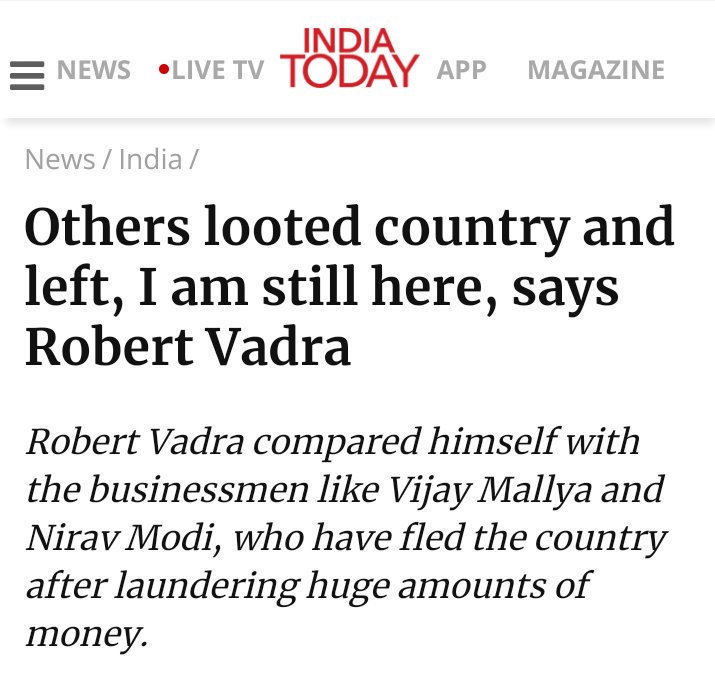 NEWS •LIVE TV INDIA TODAY APP MAGAZINE
News / India /
Others looted country and
left, I am still here, says
Robert Vadra
Robert Vadra compared himself with
the businessmen like Vijay Mallya and
Nirav Modi, who have fled the country
after laundering huge amounts of
money.